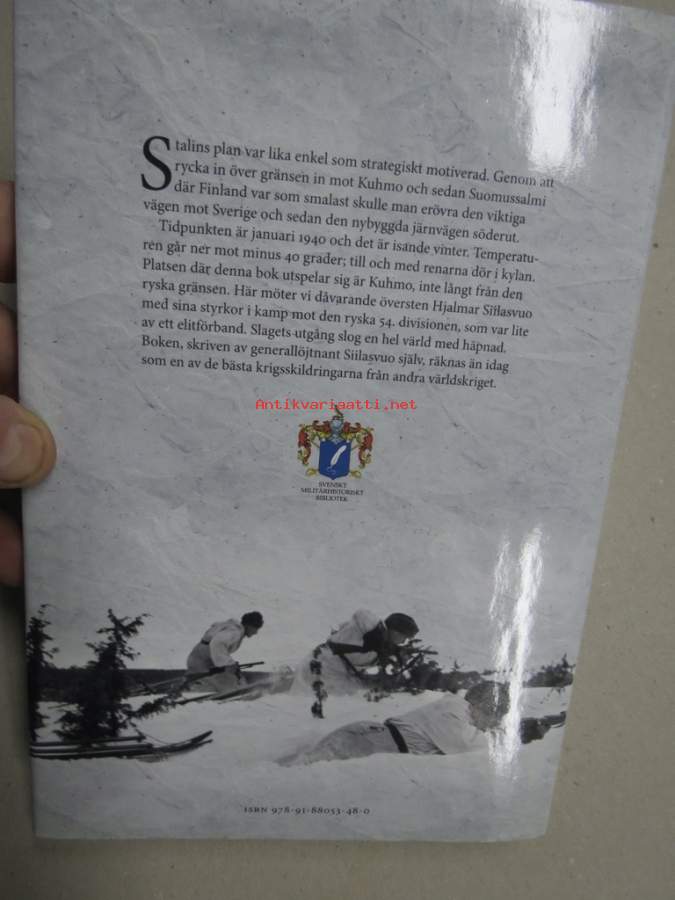 Stalins plan var lika enkel som strategiskt motiverad. Genom att
rycka in över gränsen in mot Kuhmo och sedan Suomussalmi
där Finland var som smalast skulle man erövra den viktiga
vägen mot Sverige och sedan den nybyggda järnvägen söderut.
Tidpunkten är januari 1940 och det är isande vinter. Temperatu-
ren går ner mot minus 40 grader; till och med renarna dör i kylan.
Platsen där denna bok utspelar sig är Kuhmo, inte långt från den
ryska gränsen. Här möter vi dåvarande översten Hjalmar Siilasvuo
med sina styrkor i kamp mot den ryska 54. divisionen, som var lite
av ett elitförband. Slagets utgång slog en hel värld med häpnad.
Boken, skriven av generallöjtnant Siilasvuo själv, räknas än idag
som en av de bästa krigsskildringarna från andra världskriget.
Antikvariaatti.net
SVENSKT
MILITÄRHISTORISKT
BIBLIOTEK
ISBN 978-91-88053-48-0